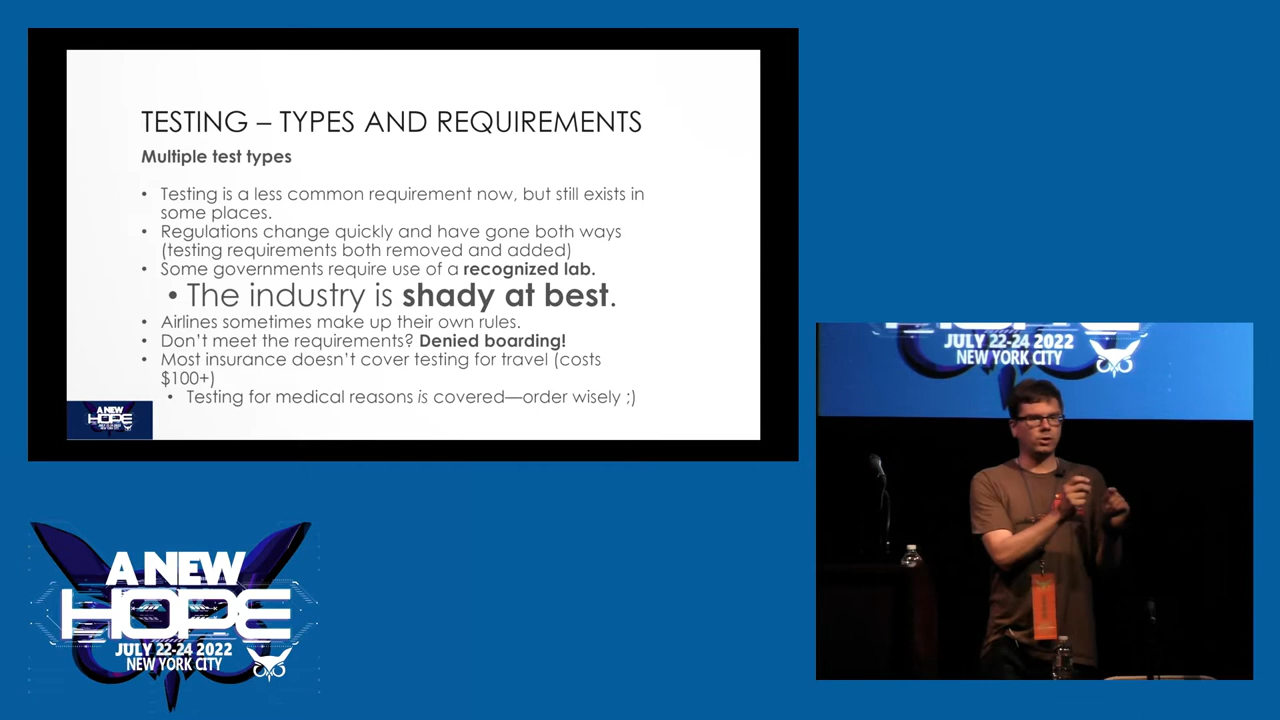 TESTING – TYPES AND REQUIREMENTS
Multiple test types
• Testing is a less common requirement now, but still exists in
some places.
• Regulations change quickly and have gone both ways
(testing requirements both removed and added)
• Some governments require use of a recognized lab.
• The industry is shady at best.
• Airlines sometimes make up their own rules.
• Don't meet the requirements? Denied boarding!
• Most insurance doesn't cover testing for travel (costs
$100+)
• Testing for medical reasons is covered—order wisely ;)
A NEW
HOPE
JULY 22-24 2022
NEW YORK CITY
A NEW
HOPE
JULY 22-24 2022
NEW YORK CITY